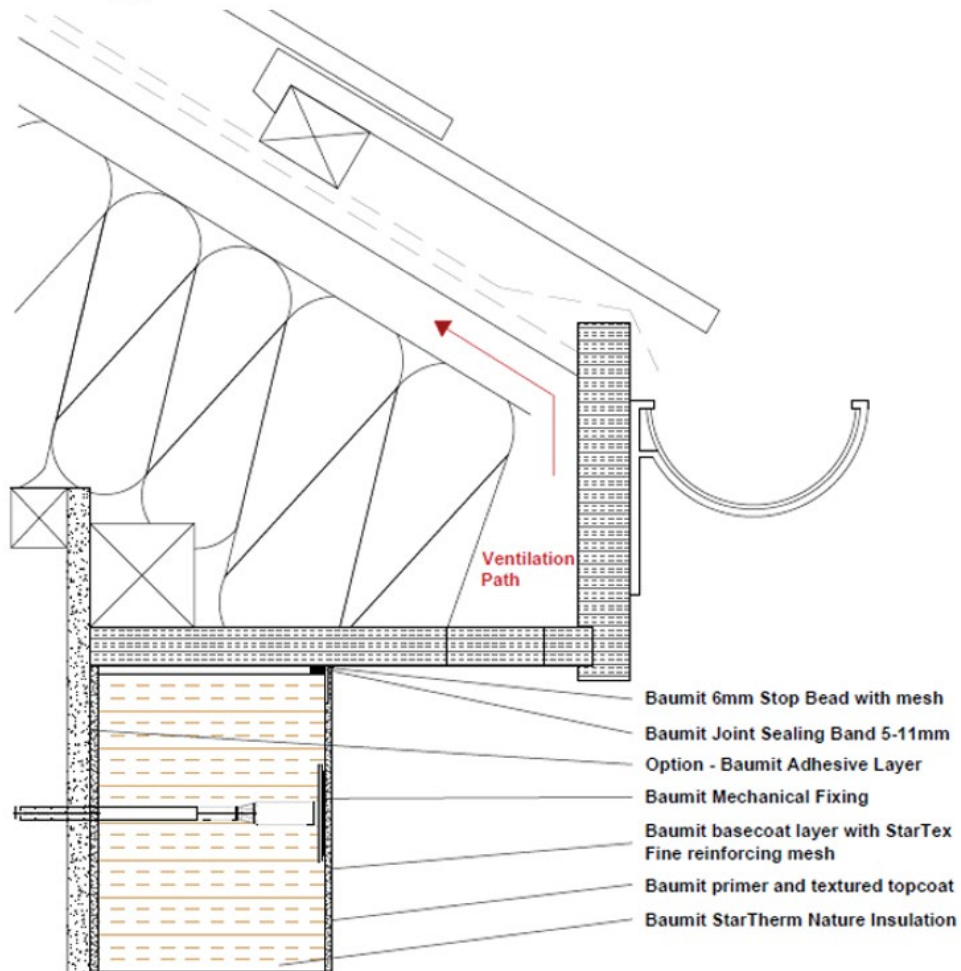 Ventilation
Path
Baumit 6mm Stop Bead with mesh
Baumit Joint Sealing Band 5-11mm
Option - Baumit Adhesive Layer
Baumit Mechanical Fixing
Baumit basecoat layer with StarTex
Fine reinforcing mesh
Baumit primer and textured topcoat
Baumit StarTherm Nature Insulation